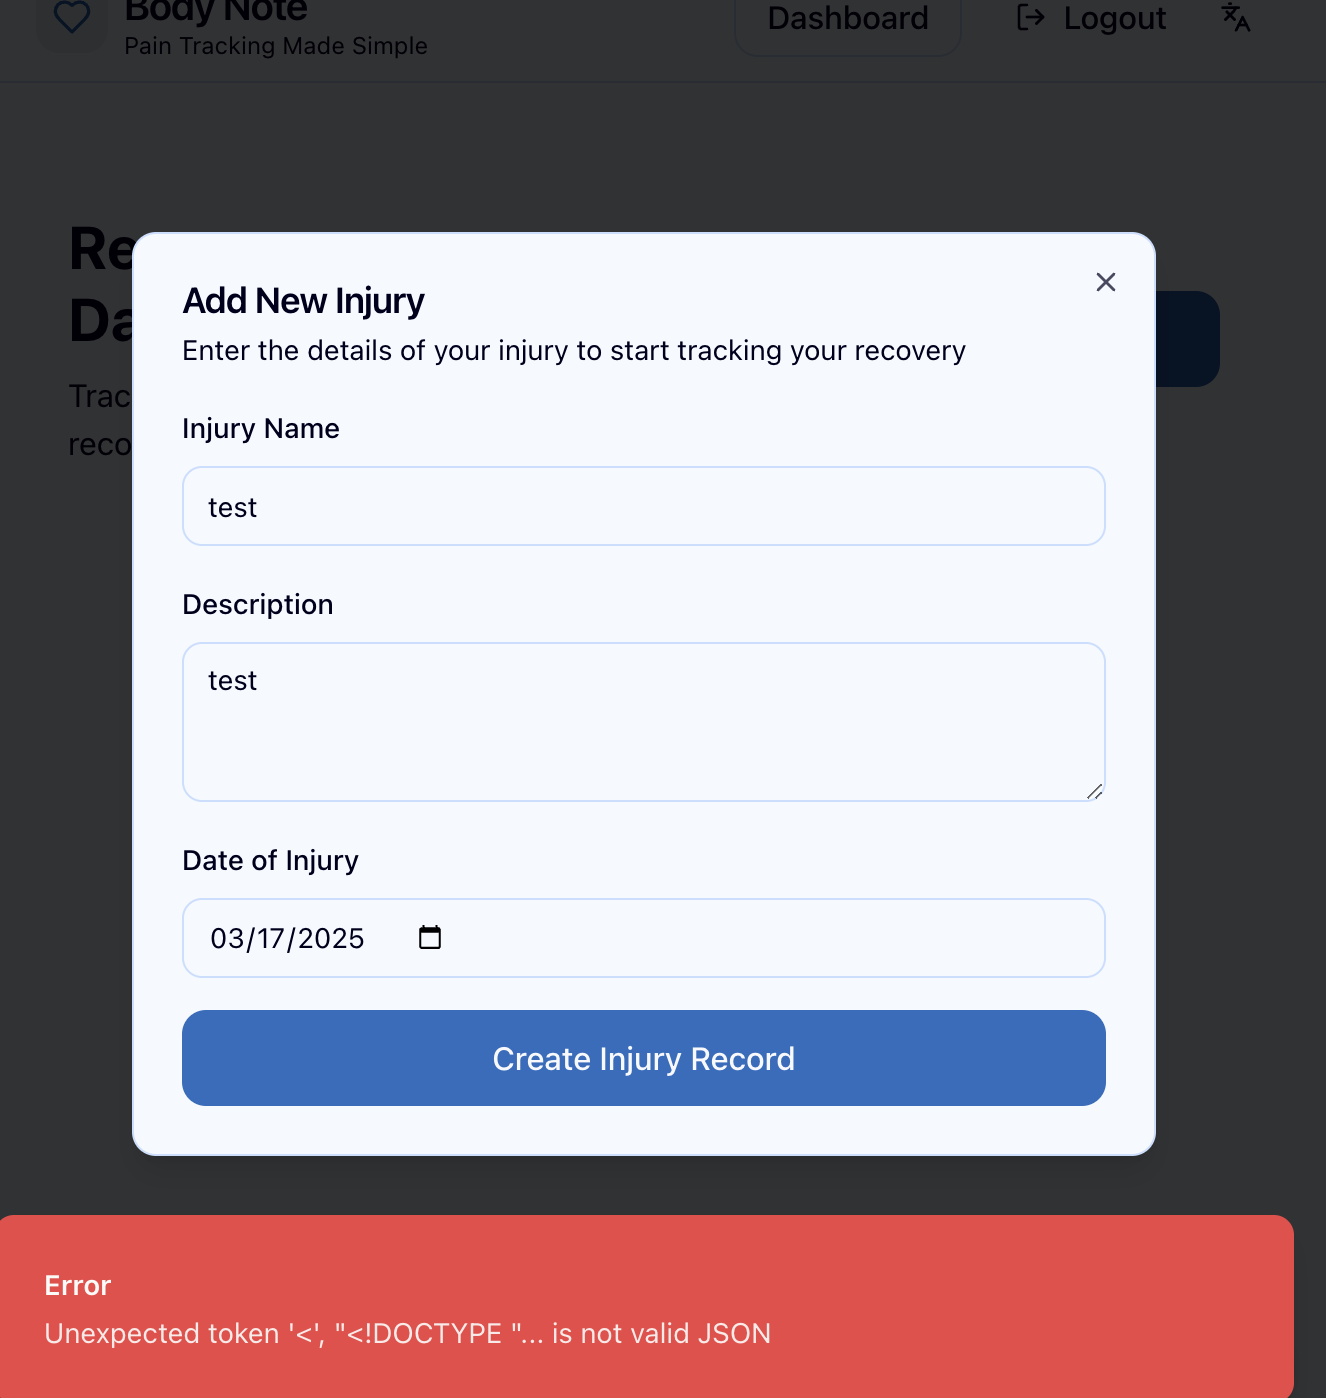 Body Note
Pain Tracking Made Simple
Dashboard
Logout
Re
Da
Trac
reco
Add New Injury
Enter the details of your injury to start tracking your recovery
Injury Name
test
Description
test
Date of Injury
03/17/2025
Create Injury Record
Error
Unexpected token '<', "<!DOCTYPE "... is not valid JSON